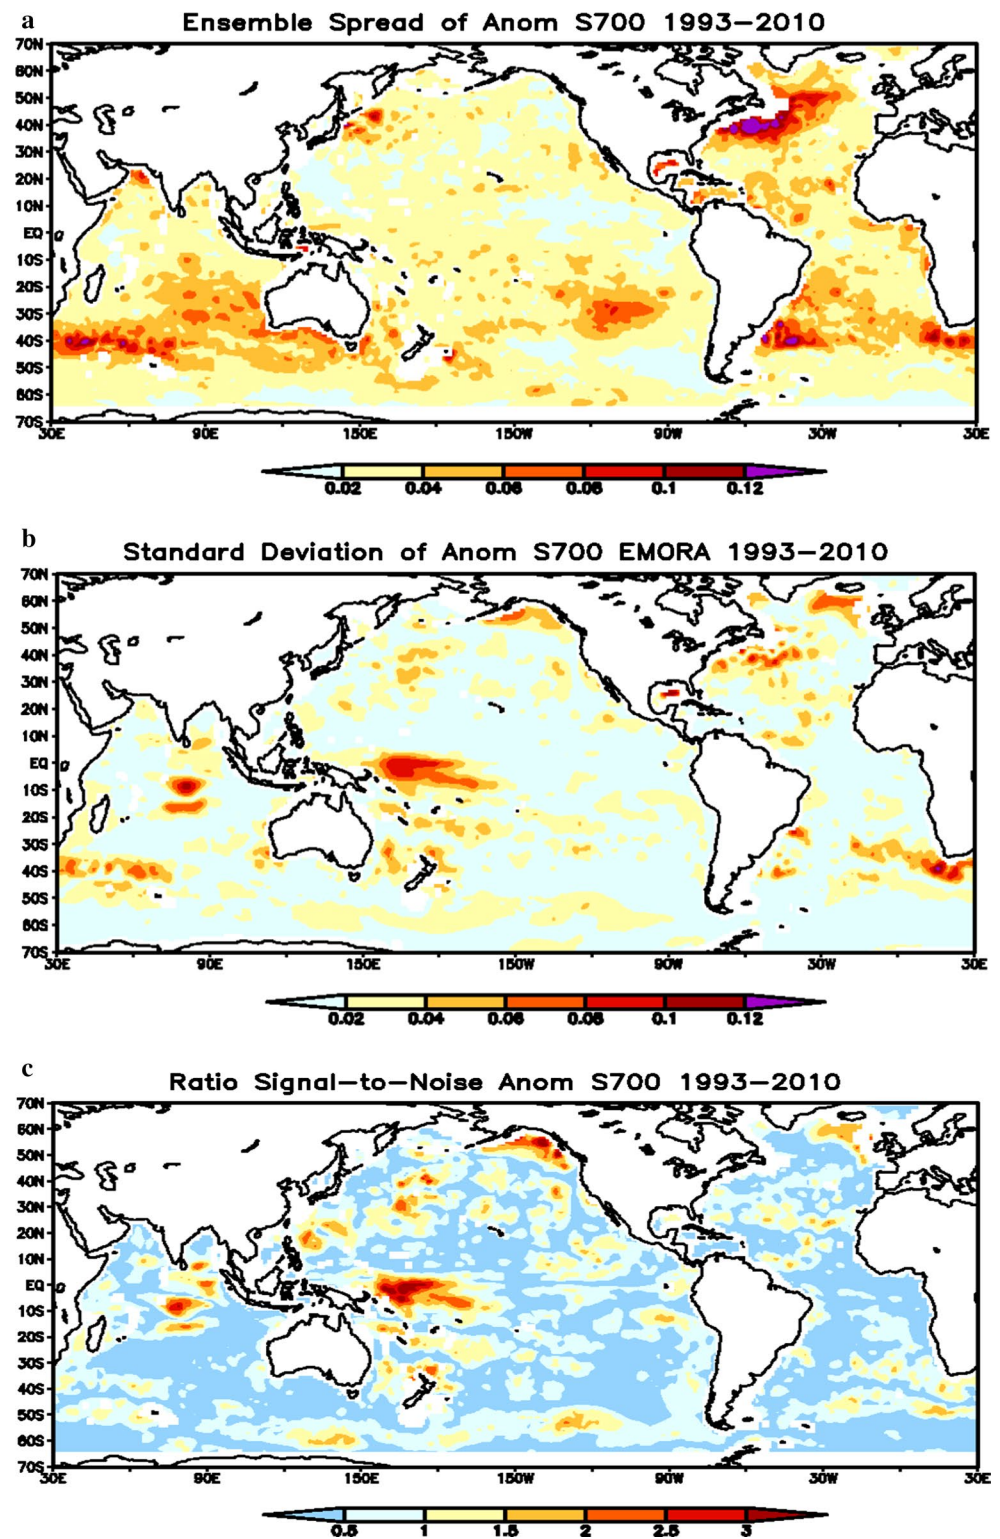 a
Ensemble Spread of Anom S700 1993-2010
70N
60N
50N
40N
30N
20N
10N
EQ
10S
20S
30S
40S
50S
60S
70S
30E 90E 150E 150W 90W 30W 30E
0.02 0.04 0.06 0.08 0.1 0.12
b
Standard Deviation of Anom S700 EMORA 1993-2010
70N
60N
50N
40N
30N
20N
10N
EQ
10S
20S
30S
40S
50S
60S
70S
30E 90E 150E 150W 90W 30W 30E
0.02 0.04 0.06 0.08 0.1 0.12
c
Ratio Signal-to-Noise Anom S700 1993-2010
70N
60N
50N
40N
30N
20N
10N
EQ
10S
20S
30S
40S
50S
60S
70S
30E 90E 150E 150W 90W 30W 30E
0.5 1 1.5 2 2.5 3